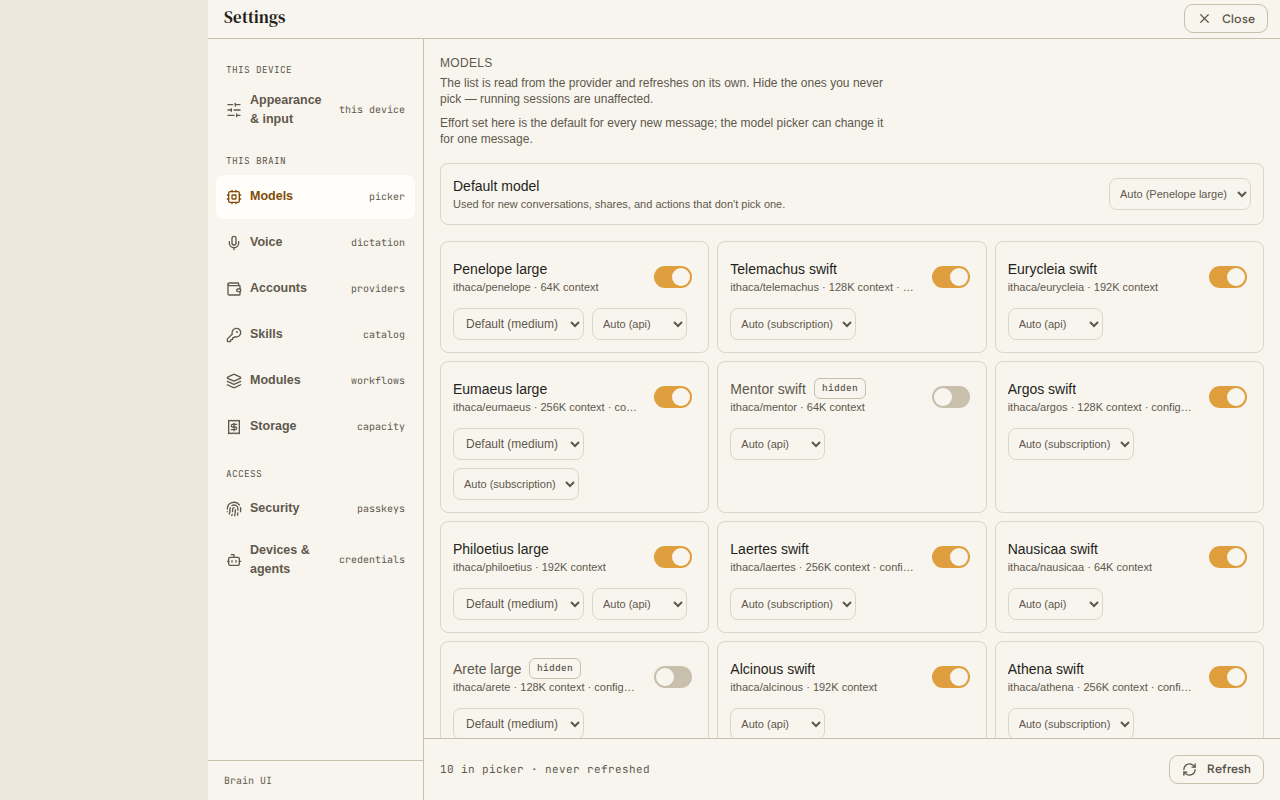 Settings
Close
THIS DEVICE
Appearance & input
this device
THIS BRAIN
Models
picker
Voice
dictation
Accounts
providers
Skills
catalog
Modules
workflows
Storage
capacity
ACCESS
Security
passkeys
Devices & agents
credentials
Brain UI
MODELS
The list is read from the provider and refreshes on its own. Hide the ones you never
pick — running sessions are unaffected.
Effort set here is the default for every new message; the model picker can change it
for one message.
Default model
Used for new conversations, shares, and actions that don't pick one.
Auto (Penelope large)
Penelope large
ithaca/penelope · 64K context
Default (medium)
Auto (api)
Telemachus swift
ithaca/telemachus · 128K context · …
Auto (subscription)
Eurycleia swift
ithaca/eurycleia · 192K context
Auto (api)
Eumaeus large
ithaca/eumaeus · 256K context · co…
Default (medium)
Auto (subscription)
Mentor swift
hidden
ithaca/mentor · 64K context
Auto (api)
Argos swift
ithaca/argos · 128K context · config…
Auto (subscription)
Philoetius large
ithaca/philoetius · 192K context
Default (medium)
Auto (api)
Laertes swift
ithaca/laertes · 256K context · confi…
Auto (subscription)
Nausicaa swift
ithaca/nausicaa · 64K context
Auto (api)
Arete large
hidden
ithaca/arete · 128K context · config…
Default (medium)
Alcinous swift
ithaca/alcinous · 192K context
Auto (api)
Athena swift
ithaca/athena · 256K context · confi…
Auto (subscription)
10 in picker · never refreshed
Refresh